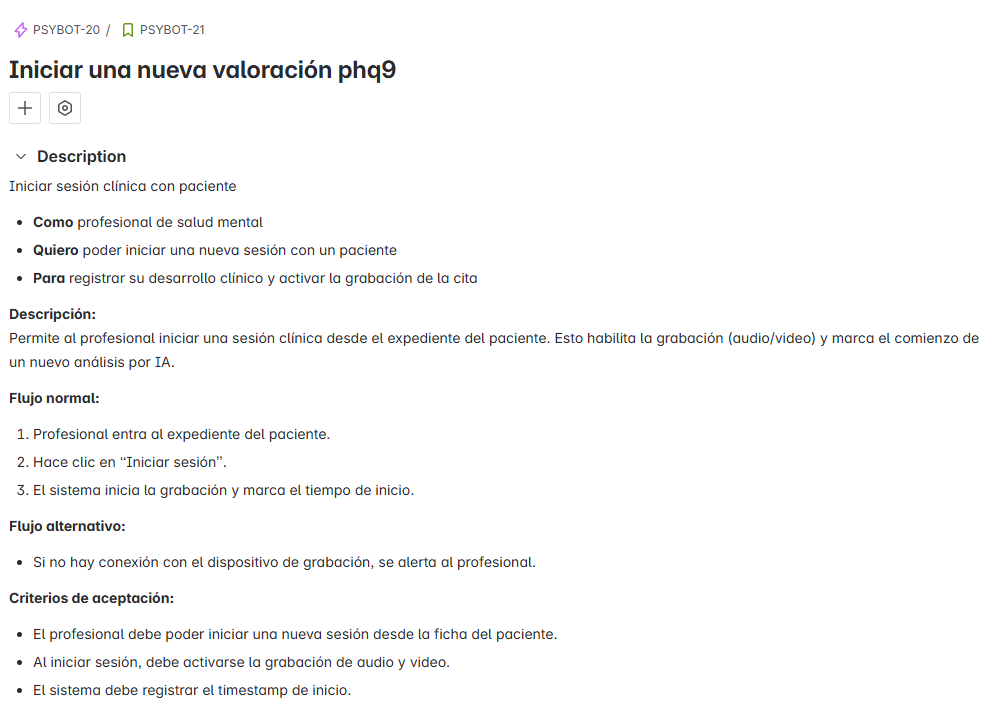 PSYBOT-20 / PSYBOT-21
Iniciar una nueva valoración phq9
Description
Iniciar sesión clínica con paciente
• Como profesional de salud mental
• Quiero poder iniciar una nueva sesión con un paciente
• Para registrar su desarrollo clínico y activar la grabación de la cita
Descripción:
Permite al profesional iniciar una sesión clínica desde el expediente del paciente. Esto habilita la grabación (audio/video) y marca el comienzo de
un nuevo análisis por IA.
Flujo normal:
1. Profesional entra al expediente del paciente.
2. Hace clic en “Iniciar sesión”.
3. El sistema inicia la grabación y marca el tiempo de inicio.
Flujo alternativo:
• Si no hay conexión con el dispositivo de grabación, se alerta al profesional.
Criterios de aceptación:
• El profesional debe poder iniciar una nueva sesión desde la ficha del paciente.
• Al iniciar sesión, debe activarse la grabación de audio y video.
• El sistema debe registrar el timestamp de inicio.